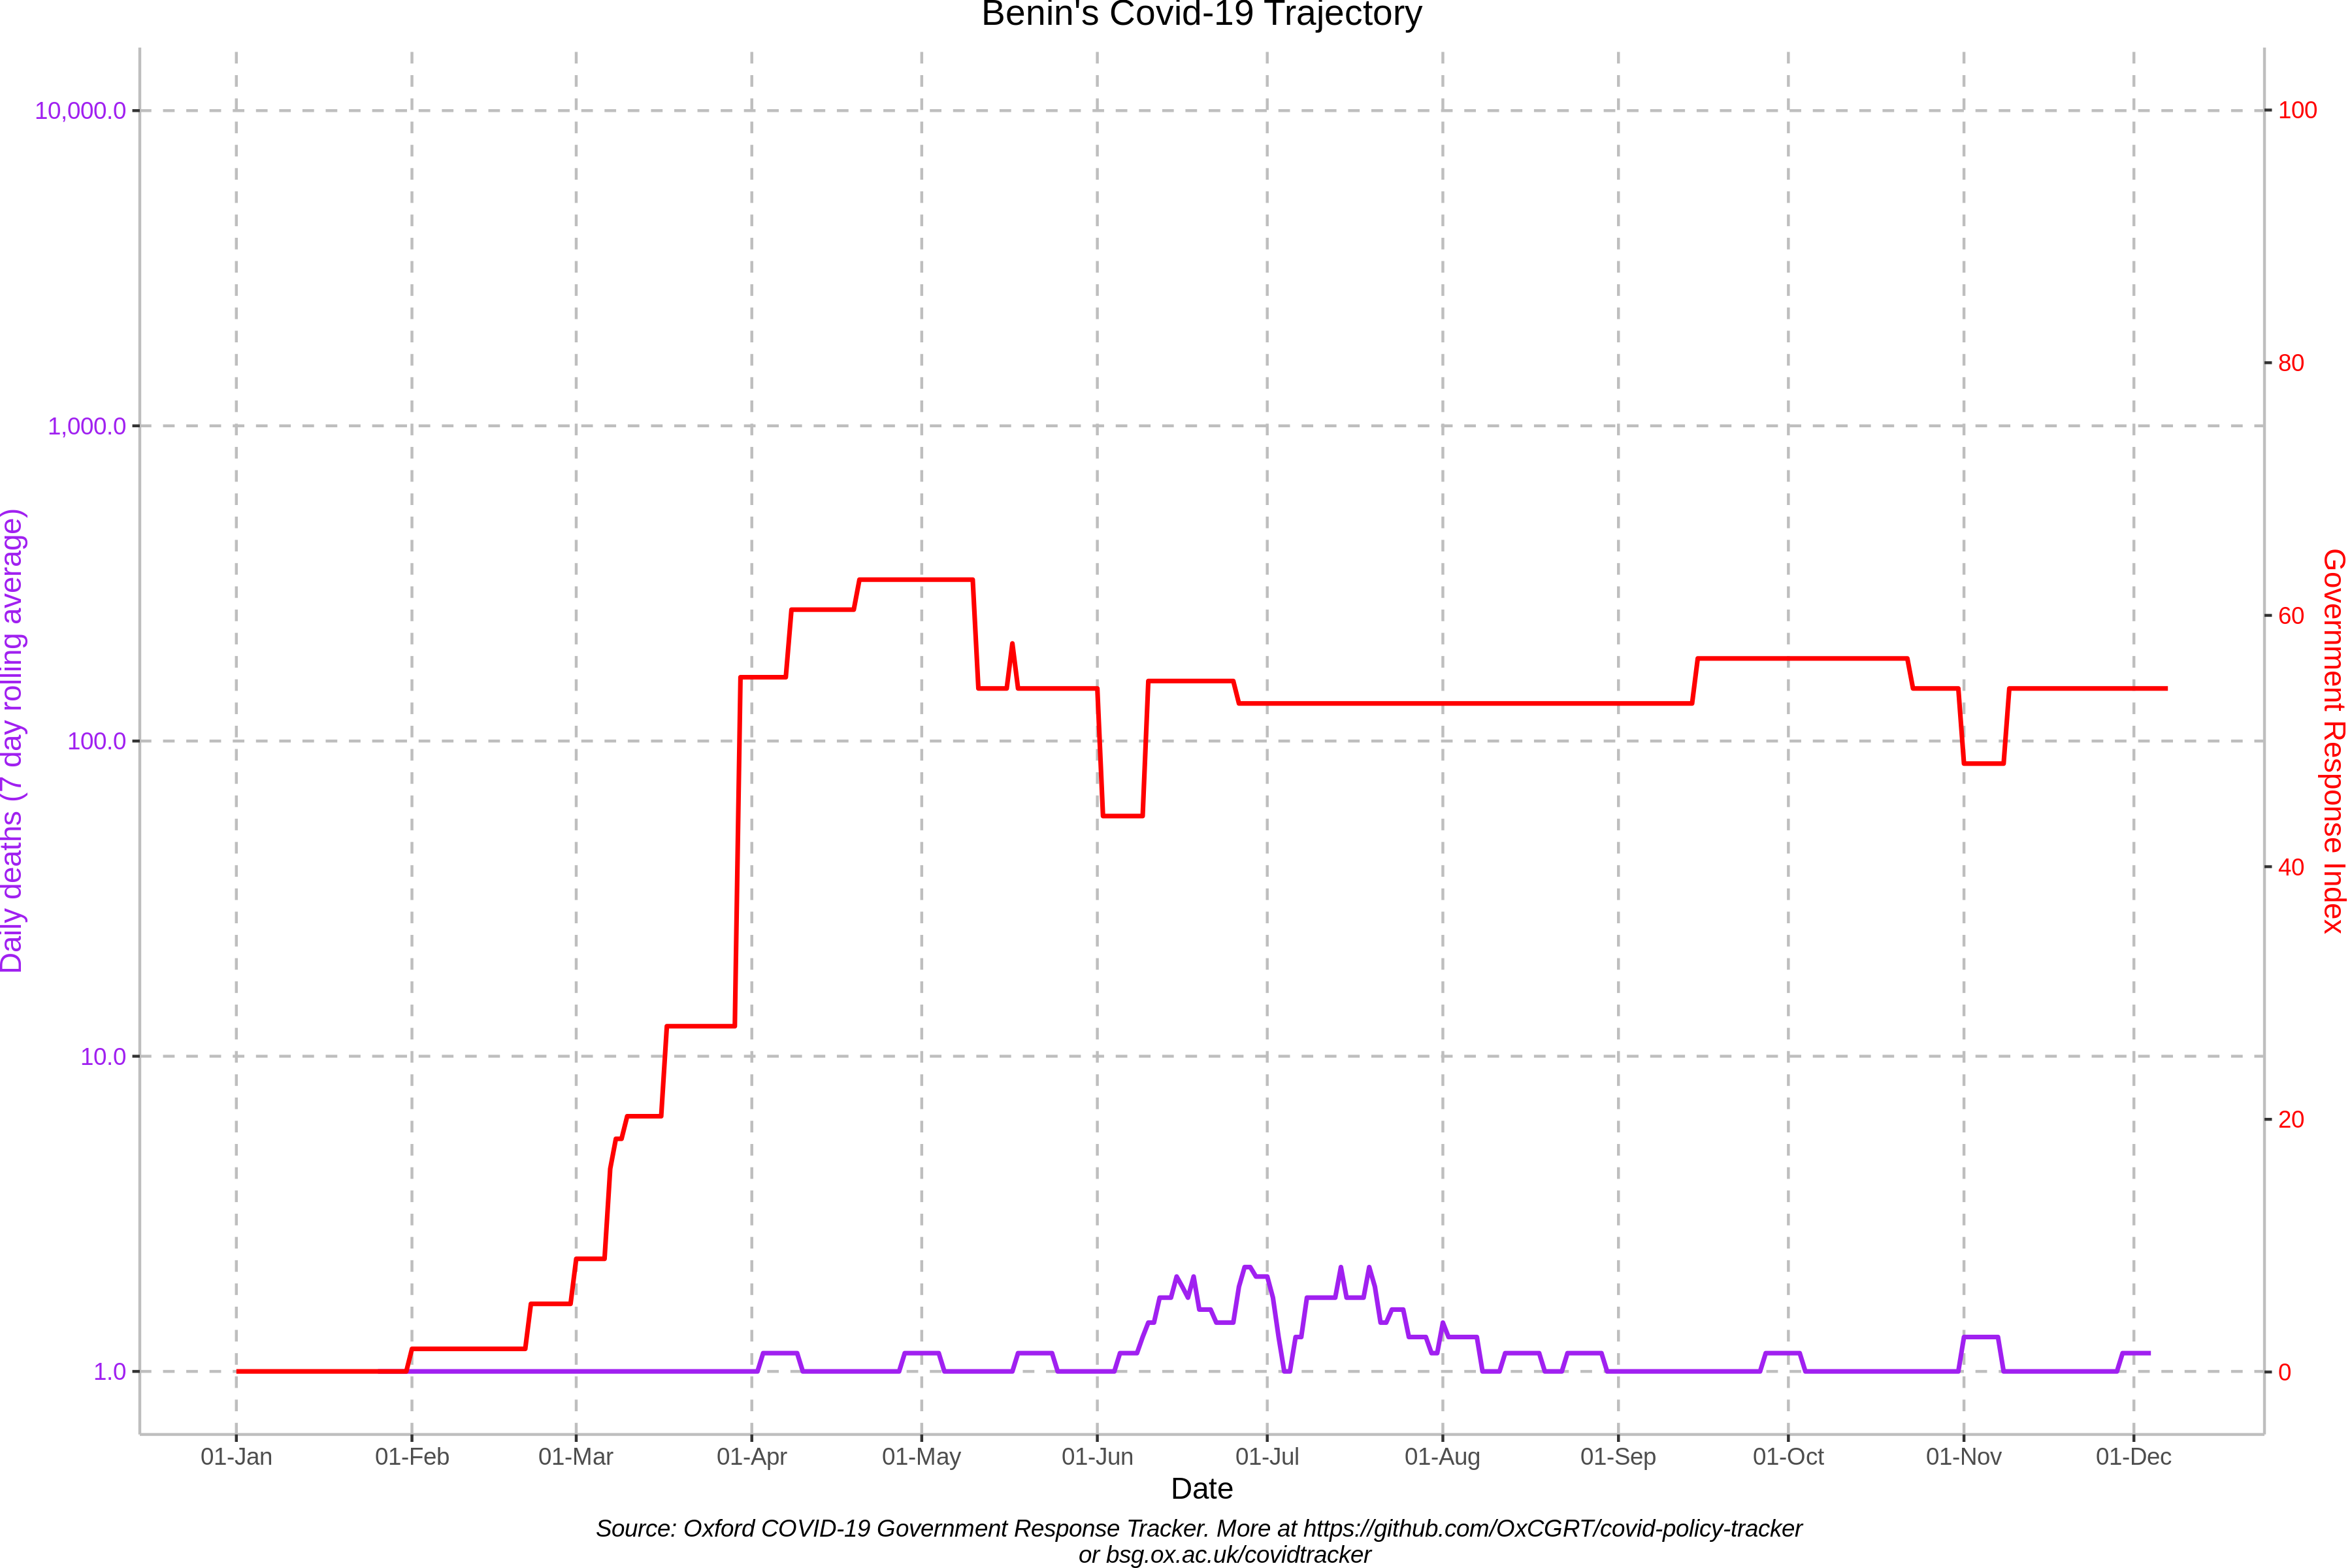 Benin's Covid-19 Trajectory
10,000.0
1,000.0
100.0
10.0
1.0
Daily deaths (7 day rolling average)
100
80
60
40
20
0
Government Response Index
01-Jan 01-Feb 01-Mar 01-Apr 01-May 01-Jun 01-Jul 01-Aug 01-Sep 01-Oct 01-Nov 01-Dec
Date
Source: Oxford COVID-19 Government Response Tracker. More at https://github.com/OxCGRT/covid-policy-tracker
or bsg.ox.ac.uk/covidtracker